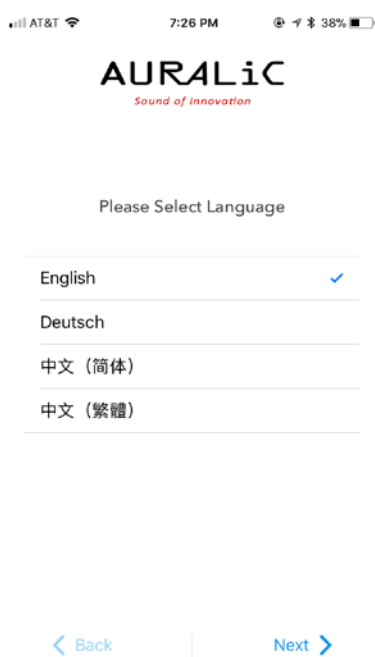 AT&T 7:26 PM 38%
AURALiC
Sound of Innovation
Please Select Language
English
Deutsch
中文（简体）
中文（繁體）
Back Next